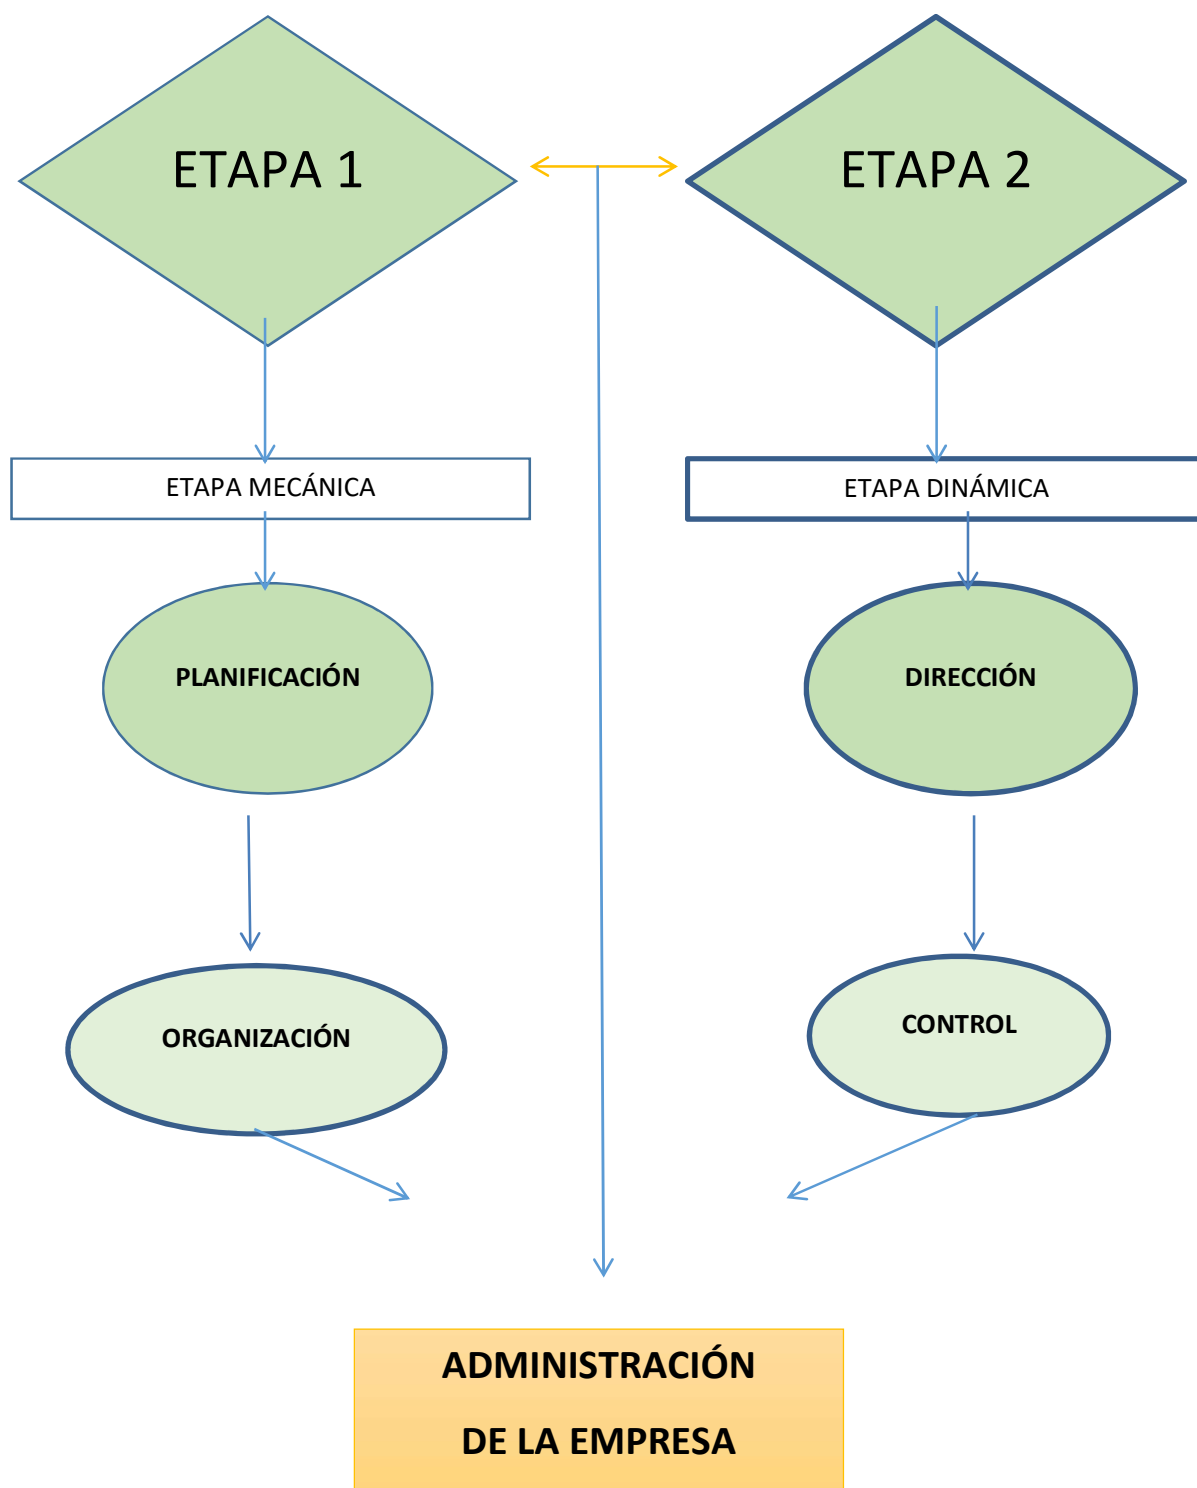 ETAPA 1
ETAPA 2
ETAPA MECÁNICA
ETAPA DINÁMICA
PLANIFICACIÓN
DIRECCIÓN
ORGANIZACIÓN
CONTROL
ADMINISTRACIÓN
DE LA EMPRESA